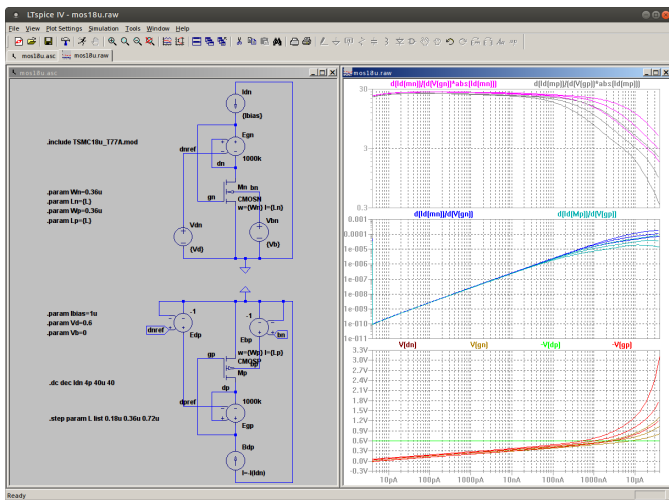 LTspice IV - mos18u.raw
File View Plot Settings Simulation Tools Window Help
mos18u.asc mos18u.raw
mos18u.asc
Idn
{Ibias}
Egn
dnref
1000k
dn
.include TSMC18u_T77A.mod
gn
Mn
bn
CMOSN
w={Wn} l={Ln}
.param Wn=0.36u
.param Ln={L}
.param Wp=0.36u
.param Lp={L}
Vdn
{Vd}
Vbn
{Vb}
.param Ibias=1u
.param Vd=0.6
.param Vb=0
-1
dnref
Edp
-1
Ebp
bn
w={Wp} l={Lp}
gp
CMOSP
bp
Mp
dp
.dc dec Idn 4p 40u 40
dpref
1000k
Egp
.step param L list 0.18u 0.36u 0.72u
Bdp
I=-I(Idn)
mos18u.raw
d(Id(mn))/(d(V(gn))*abs(Id(mn))) d(Id(mp))/(d(V(gp))*abs(Id(mp)))
30
3
0.3
d(Id(mn))/d(V(gn)) d(Id(Mp))/d(V(gp))
0.001
1e-005
1e-006
1e-007
1e-008
1e-009
1e-010
1e-011
V(dn) V(gn) -V(dp) -V(gp)
3.3V
3.0V
2.7V
2.4V
2.1V
1.8V
1.5V
1.2V
0.9V
0.6V
0.3V
0.0V
-0.3V
10pA 100pA 1000pA 10nA 100nA 1000nA 10µA
Ready